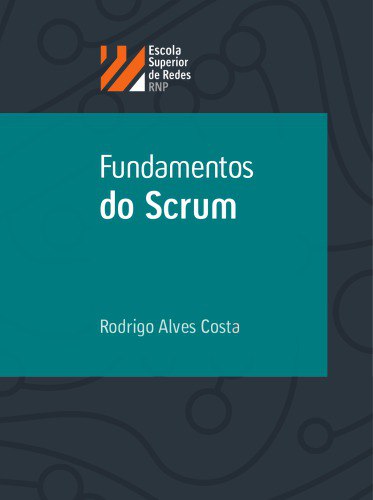 Escola
Superior
de Redes
RNP
Fundamentos
do Scrum
Rodrigo Alves Costa